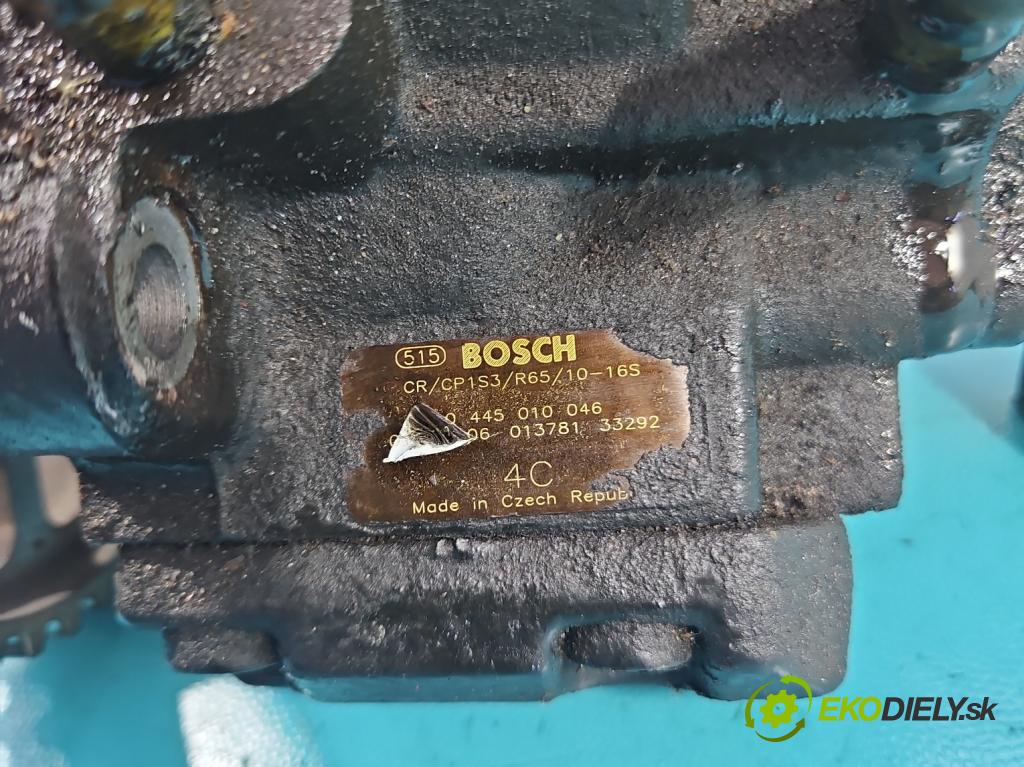 515 BOSCH
CR/CP1S3/R65/10-16S
445 010 046
06 013781 33292
4C
Made in Czech Repub
EKODIELY.sk